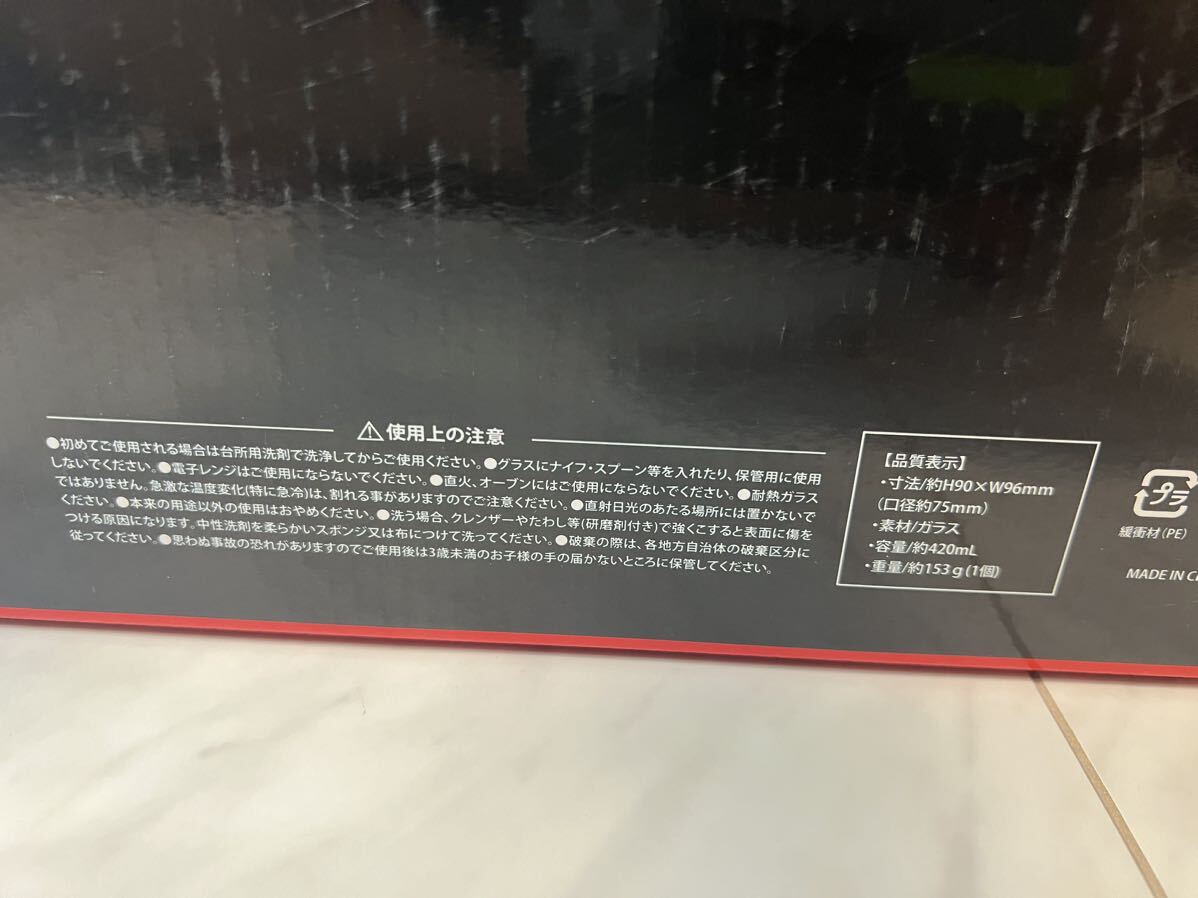 ⚠使用上の注意
●初めてご使用される場合は台所用洗剤で洗浄してからご使用ください。●グラスにナイフ・スプーン等を入れたり、保管用に使用
しないでください。●電子レンジはご使用にならないでください。●直火、オーブンにはご使用にならないでください。●耐熱ガラス
ではありません。急激な温度変化(特に急冷)は、割れる事がありますのでご注意ください。●直射日光のあたる場所には置かないで
ください。●本来の用途以外の使用はおやめください。●洗う場合、クレンザーやたわし等(研磨剤付き)で強くこすると表面に傷を
つける原因になります。中性洗剤を柔らかいスポンジ又は布につけて洗ってください。●破棄の際は、各地方自治体の破棄区分に
従ってください。●思わぬ事故の恐れがありますのでご使用後は3歳未満のお子様の手の届かないところに保管してください。
【品質表示】
・寸法/約H90×W96mm
(口径約75mm)
・素材/ガラス
・容量/約420mL
・重量/約153g(1個)
プラ
緩衝材(PE)
MADE IN